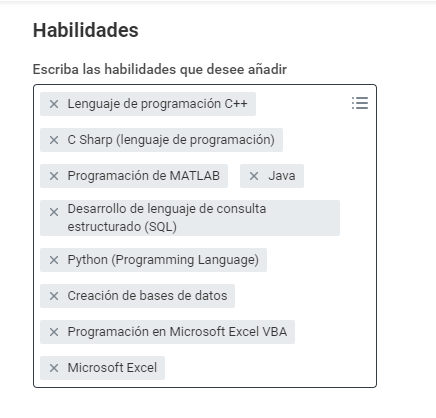 Habilidades
Escriba las habilidades que desee añadir
Lenguaje de programación C++
C Sharp (lenguaje de programación)
Programación de MATLAB Java
Desarrollo de lenguaje de consulta
estructurado (SQL)
Python (Programming Language)
Creación de bases de datos
Programación en Microsoft Excel VBA
Microsoft Excel